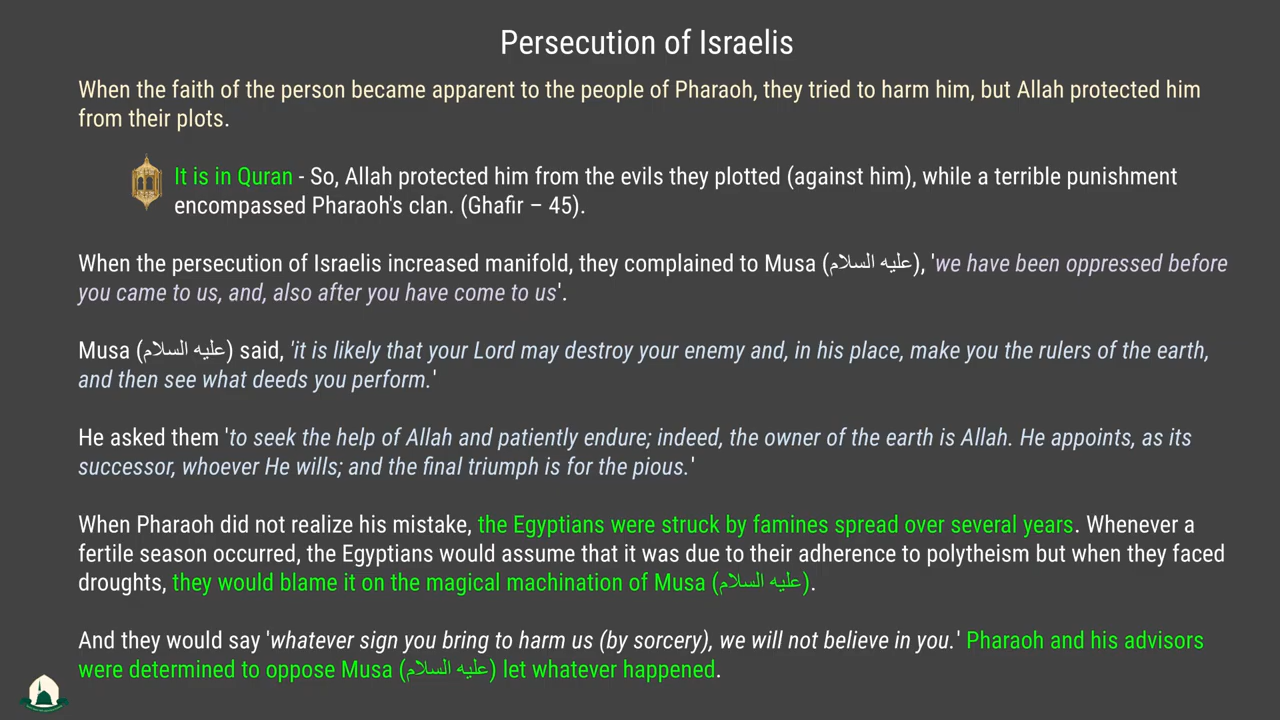 Persecution of Israelis
When the faith of the person became apparent to the people of Pharaoh, they tried to harm him, but Allah protected him
from their plots.
It is in Quran - So, Allah protected him from the evils they plotted (against him), while a terrible punishment
encompassed Pharaoh's clan. (Ghafir – 45).
When the persecution of Israelis increased manifold, they complained to Musa (عليه السلام), 'we have been oppressed before
you came to us, and, also after you have come to us'.
Musa (عليه السلام) said, 'it is likely that your Lord may destroy your enemy and, in his place, make you the rulers of the earth,
and then see what deeds you perform.'
He asked them 'to seek the help of Allah and patiently endure; indeed, the owner of the earth is Allah. He appoints, as its
successor, whoever He wills; and the final triumph is for the pious.'
When Pharaoh did not realize his mistake, the Egyptians were struck by famines spread over several years. Whenever a
fertile season occurred, the Egyptians would assume that it was due to their adherence to polytheism but when they faced
droughts, they would blame it on the magical machination of Musa (عليه السلام).
And they would say 'whatever sign you bring to harm us (by sorcery), we will not believe in you.' Pharaoh and his advisors
were determined to oppose Musa (عليه السلام) let whatever happened.